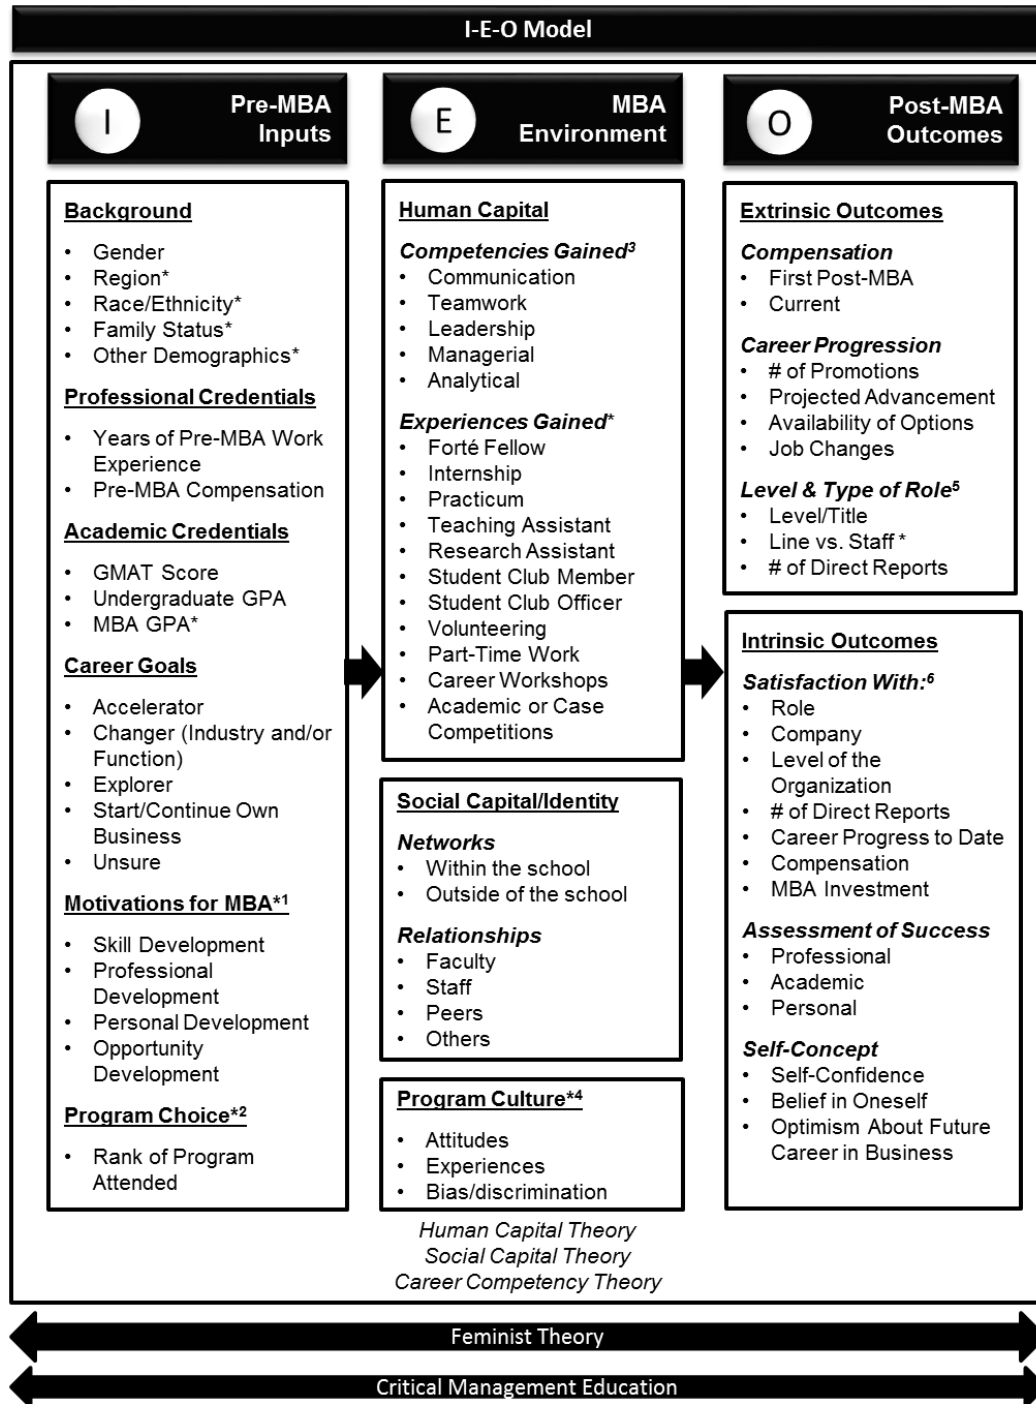 I-E-O Model
I
Pre-MBA
Inputs
Background
• Gender
• Region*
• Race/Ethnicity*
• Family Status*
• Other Demographics*
Professional Credentials
• Years of Pre-MBA Work
Experience
• Pre-MBA Compensation
Academic Credentials
• GMAT Score
• Undergraduate GPA
• MBA GPA*
Career Goals
• Accelerator
• Changer (Industry and/or
Function)
• Explorer
• Start/Continue Own
Business
• Unsure
Motivations for MBA*1
• Skill Development
• Professional
Development
• Personal Development
• Opportunity
Development
Program Choice*2
• Rank of Program
Attended
E
MBA
Environment
Human Capital
Competencies Gained3
• Communication
• Teamwork
• Leadership
• Managerial
• Analytical
Experiences Gained*
• Forté Fellow
• Internship
• Practicum
• Teaching Assistant
• Research Assistant
• Student Club Member
• Student Club Officer
• Volunteering
• Part-Time Work
• Career Workshops
• Academic or Case
Competitions
Social Capital/Identity
Networks
• Within the school
• Outside of the school
Relationships
• Faculty
• Staff
• Peers
• Others
Program Culture*4
• Attitudes
• Experiences
• Bias/discrimination
Human Capital Theory
Social Capital Theory
Career Competency Theory
O
Post-MBA
Outcomes
Extrinsic Outcomes
Compensation
• First Post-MBA
• Current
Career Progression
• # of Promotions
• Projected Advancement
• Availability of Options
• Job Changes
Level & Type of Role5
• Level/Title
• Line vs. Staff *
• # of Direct Reports
Intrinsic Outcomes
Satisfaction With:6
• Role
• Company
• Level of the
Organization
• # of Direct Reports
• Career Progress to Date
• Compensation
• MBA Investment
Assessment of Success
• Professional
• Academic
• Personal
Self-Concept
• Self-Confidence
• Belief in Oneself
• Optimism About Future
Career in Business
Feminist Theory
Critical Management Education